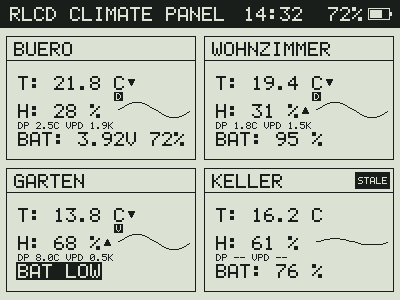 RLCD CLIMATE PANEL 14:32 72%
BUERO
T: 21.8 C▼
D
H: 28 %
DP 2.5C VPD 1.9K
BAT: 3.92V 72%
WOHNZIMMER
T: 19.4 C▼
D
H: 31 %▲
DP 1.8C VPD 1.5K
BAT: 95 %
GARTEN
T: 13.8 C▼
U
H: 68 %▲
DP 8.0C VPD 0.5K
BAT LOW
KELLER STALE
T: 16.2 C
H: 61 %
DP -- VPD --
BAT: 76 %